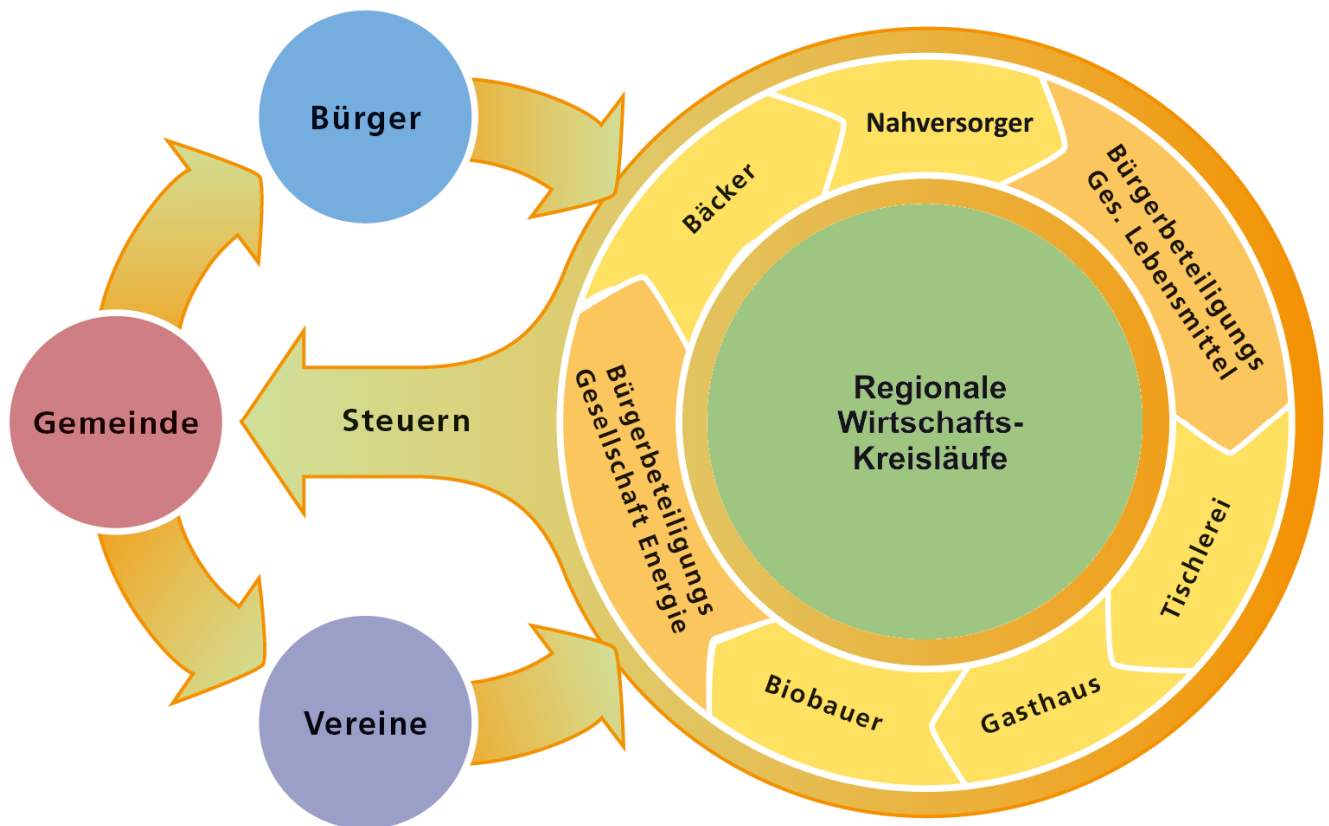 Bürger
Gemeinde
Steuern
Vereine
Nahversorger
Bürgerbeteiligungs
Ges. Lebensmittel
Tischlerei
Gasthaus
Biobauer
Bürgerbeteiligungs
Gesellschaft Energie
Bäcker
Regionale
Wirtschafts-
Kreisläufe